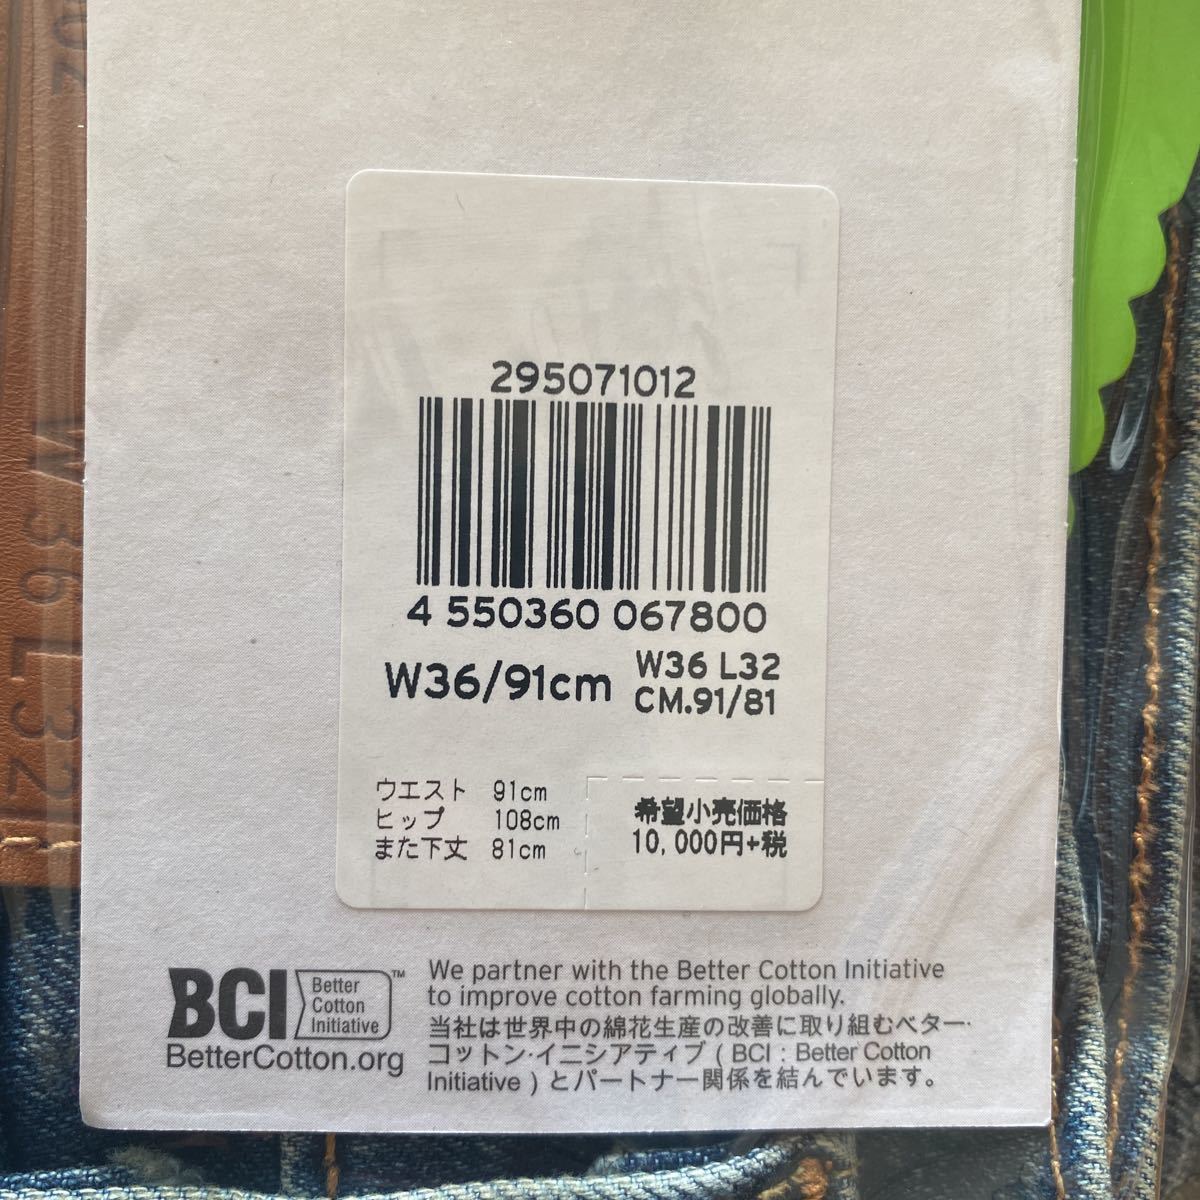 02
W36 L32
295071012
4 550360 067800
W36/91cm
W36 L32
CM.91/81
ウエスト 91cm
ヒップ 108cm
また下丈 81cm
希望小売価格
10,000円+税
BCI Better Cotton Initiative™
BetterCotton.org
We partner with the Better Cotton Initiative
to improve cotton farming globally.
当社は世界中の綿花生産の改善に取り組むベター・
コットン・イニシアティブ ( BCI : Better Cotton
Initiative ) とパートナー関係を結んでいます。